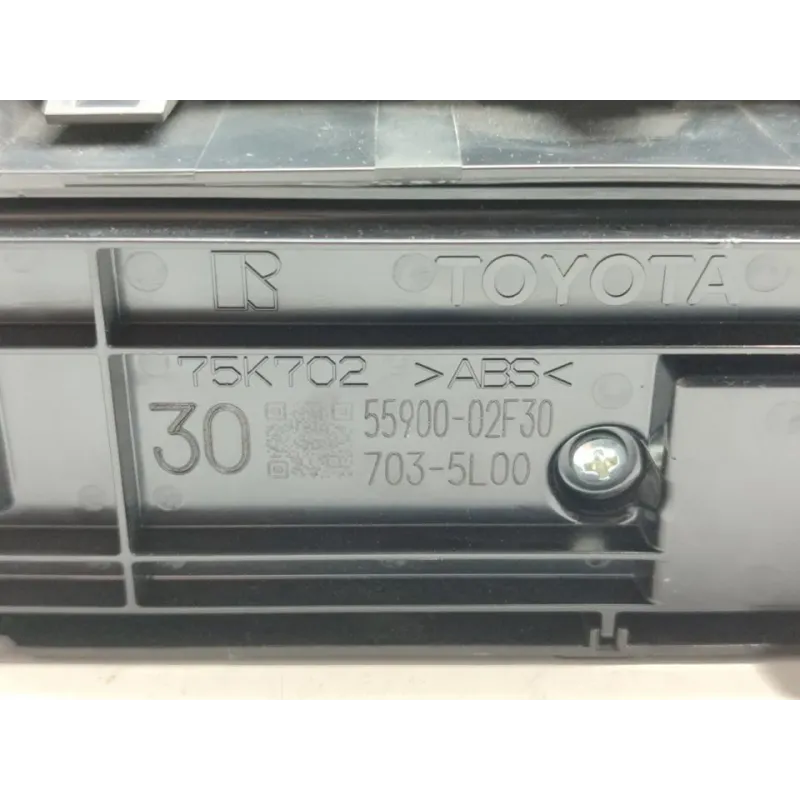 R TOYOTA
75K702 >ABS<
30 55900-02F30
703-5L00